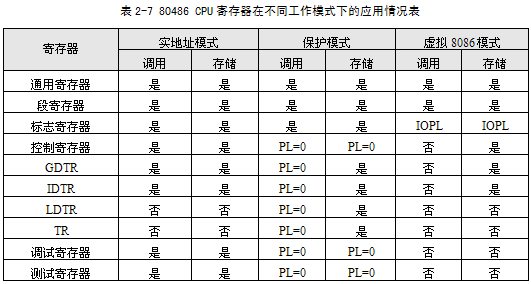 表 2-7 80486 CPU 寄存器在不同工作模式下的应用情况表
寄存器 实地址模式 保护模式 虚拟 8086 模式
调用 存储 调用 存储 调用 存储
通用寄存器 是 是 是 是 是 是
段寄存器 是 是 是 是 是 是
标志寄存器 是 是 是 是 IOPL IOPL
控制寄存器 是 是 PL=0 PL=0 否 是
GDTR 是 是 PL=0 是 否 是
IDTR 是 是 PL=0 是 否 是
LDTR 否 否 PL=0 是 否 否
TR 否 否 PL=0 是 否 否
调试寄存器 是 是 PL=0 PL=0 否 否
测试寄存器 是 是 PL=0 PL=0 否 否